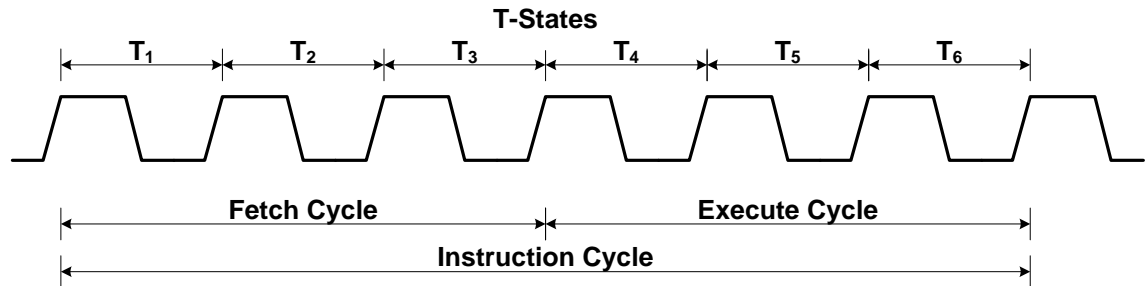 T-States
T₁ T₂ T₃ T₄ T₅ T₆
Fetch Cycle Execute Cycle
Instruction Cycle